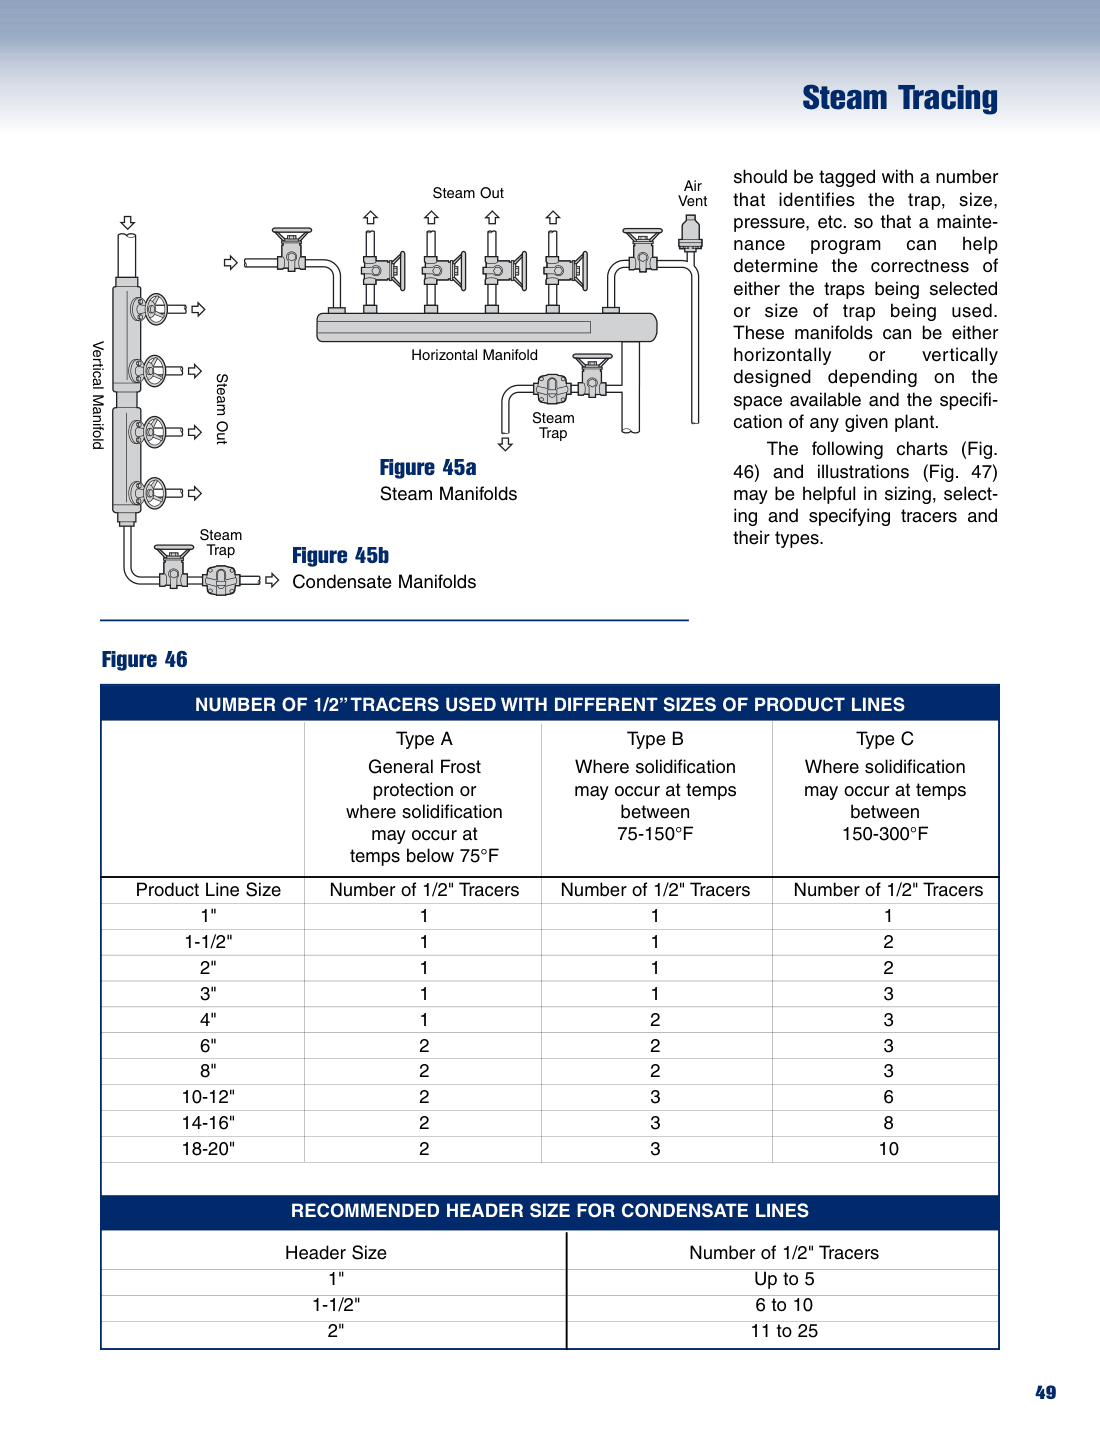 Steam Tracing
Steam Out
Air
Vent
Horizontal Manifold
Vertical Manifold
Steam Out
Steam
Trap
Figure 45a
Steam Manifolds
Steam
Trap
Figure 45b
Condensate Manifolds
should be tagged with a number
that identifies the trap, size,
pressure, etc. so that a mainte-
nance program can help
determine the correctness of
either the traps being selected
or size of trap being used.
These manifolds can be either
horizontally or vertically
designed depending on the
space available and the specifi-
cation of any given plant.
The following charts (Fig.
46) and illustrations (Fig. 47)
may be helpful in sizing, select-
ing and specifying tracers and
their types.
Figure 46
NUMBER OF 1/2” TRACERS USED WITH DIFFERENT SIZES OF PRODUCT LINES
Type A
General Frost
protection or
where solidification
may occur at
temps below 75°F
Type B
Where solidification
may occur at temps
between
75-150°F
Type C
Where solidification
may occur at temps
between
150-300°F
Product Line Size Number of 1/2" Tracers Number of 1/2" Tracers Number of 1/2" Tracers
1" 1 1 1
1-1/2" 1 1 2
2" 1 1 2
3" 1 1 3
4" 1 2 3
6" 2 2 3
8" 2 2 3
10-12" 2 3 6
14-16" 2 3 8
18-20" 2 3 10
RECOMMENDED HEADER SIZE FOR CONDENSATE LINES
Header Size Number of 1/2" Tracers
1" Up to 5
1-1/2" 6 to 10
2" 11 to 25
49